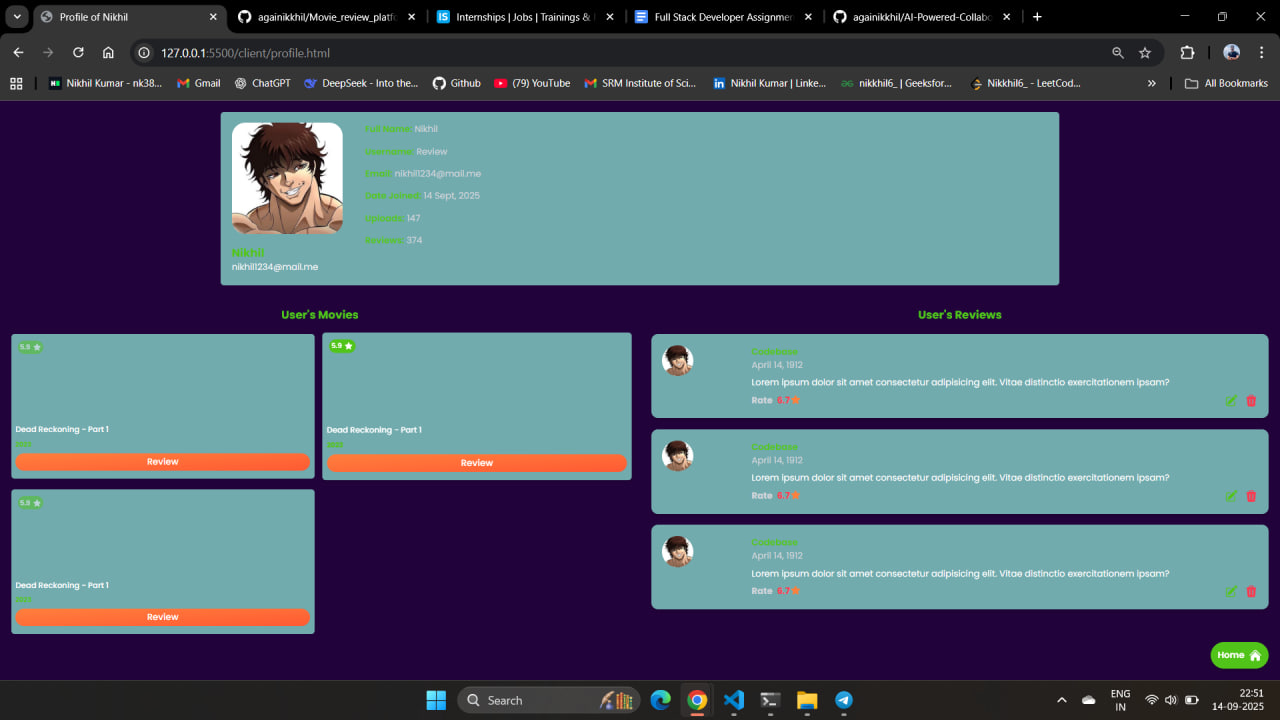 Profile of Nikhil
againikkhil/Movie_review_platfo
Internships | Jobs | Trainings &
Full Stack Developer Assignmen
againikkhil/AI-Powered-Collabo
127.0.0.1:5500/client/profile.html
Nikhil Kumar - nk38...
Gmail
ChatGPT
DeepSeek - Into the...
Github
(79) YouTube
SRM Institute of Sci...
Nikhil Kumar | Linke...
nikkhil6_ | Geeksfor...
Nikkhil6_ - LeetCod...
All Bookmarks
Full Name: Nikhil
Username: Review
Email: nikhil1234@mail.me
Date Joined: 14 Sept, 2025
Uploads: 147
Reviews: 374
Nikhil
nikhil1234@mail.me
User's Movies
5.9
Dead Reckoning - Part 1
2023
Review
5.9
Dead Reckoning - Part 1
2023
Review
5.9
Dead Reckoning - Part 1
2023
Review
User's Reviews
Codebase
April 14, 1912
Lorem ipsum dolor sit amet consectetur adipisicing elit. Vitae distinctio exercitationem ipsam?
Rate 6.7
Codebase
April 14, 1912
Lorem ipsum dolor sit amet consectetur adipisicing elit. Vitae distinctio exercitationem ipsam?
Rate 6.7
Codebase
April 14, 1912
Lorem ipsum dolor sit amet consectetur adipisicing elit. Vitae distinctio exercitationem ipsam?
Rate 6.7
Home
Search
ENG
IN
22:51
14-09-2025